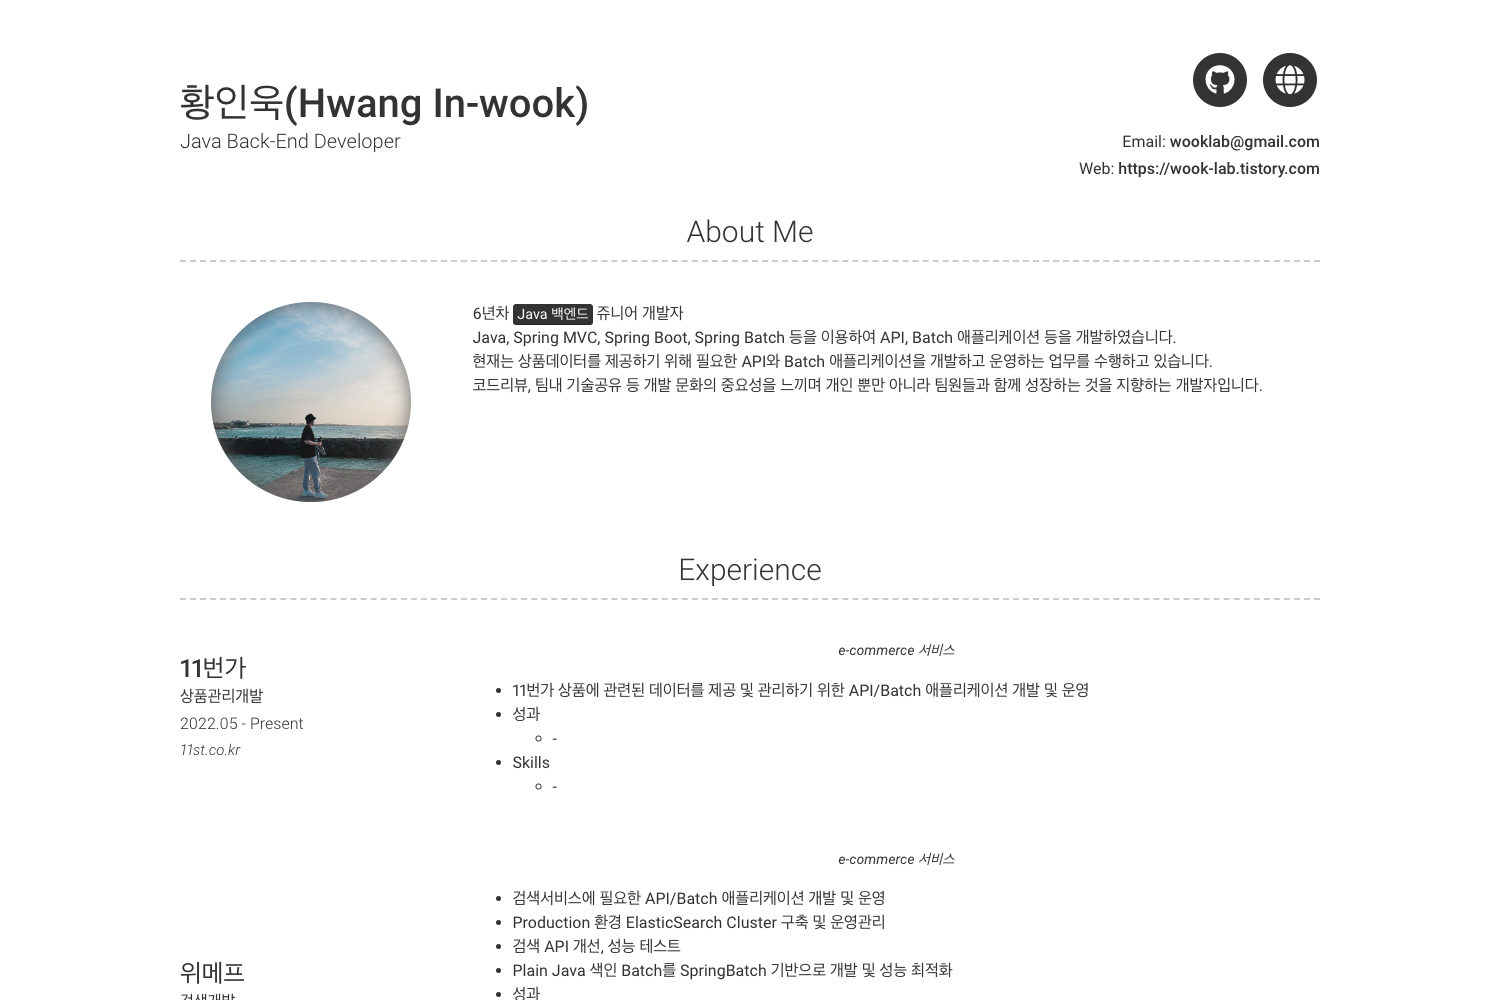 황인욱(Hwang In-wook)
Java Back-End Developer
Email: wooklab@gmail.com
Web: https://wook-lab.tistory.com
About Me
6년차 Java 백엔드 쥬니어 개발자
Java, Spring MVC, Spring Boot, Spring Batch 등을 이용하여 API, Batch 애플리케이션 등을 개발하였습니다.
현재는 상품데이터를 제공하기 위해 필요한 API와 Batch 애플리케이션을 개발하고 운영하는 업무를 수행하고 있습니다.
코드리뷰, 팀내 기술공유 등 개발 문화의 중요성을 느끼며 개인 뿐만 아니라 팀원들과 함께 성장하는 것을 지향하는 개발자입니다.
Experience
11번가
상품관리개발
2022.05 - Present
11st.co.kr
e-commerce 서비스
11번가 상품에 관련된 데이터를 제공 및 관리하기 위한 API/Batch 애플리케이션 개발 및 운영
성과
-
Skills
-
위메프
검색개발
e-commerce 서비스
검색서비스에 필요한 API/Batch 애플리케이션 개발 및 운영
Production 환경 ElasticSearch Cluster 구축 및 운영관리
검색 API 개선, 성능 테스트
Plain Java 색인 Batch를 SpringBatch 기반으로 개발 및 성능 최적화
성과